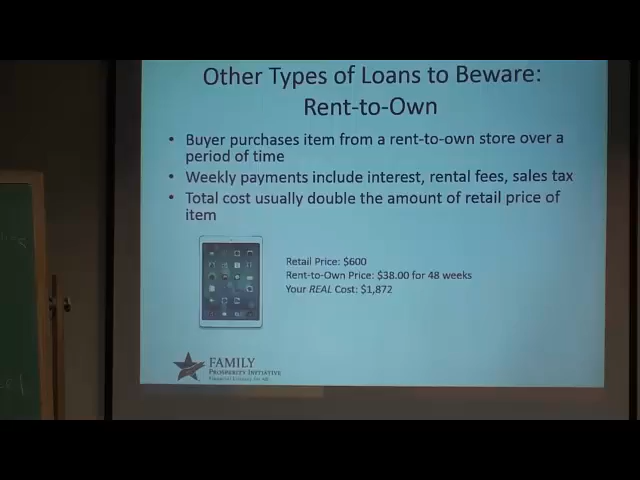 Other Types of Loans to Beware:
Rent-to-Own
• Buyer purchases item from a rent-to-own store over a
period of time
• Weekly payments include interest, rental fees, sales tax
• Total cost usually double the amount of retail price of
item
Retail Price: $600
Rent-to-Own Price: $38.00 for 48 weeks
Your REAL Cost: $1,872
FAMILY
PROSPERITY INITIATIVE